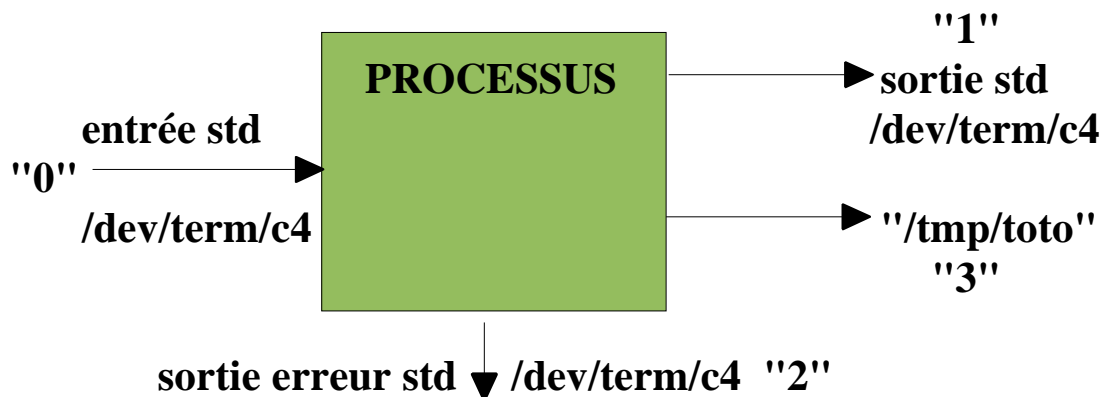 "1"
PROCESSUS
sortie std
entrée std
/dev/term/c4
"0"
/dev/term/c4
"/tmp/toto"
"3"
sortie erreur std /dev/term/c4 "2"